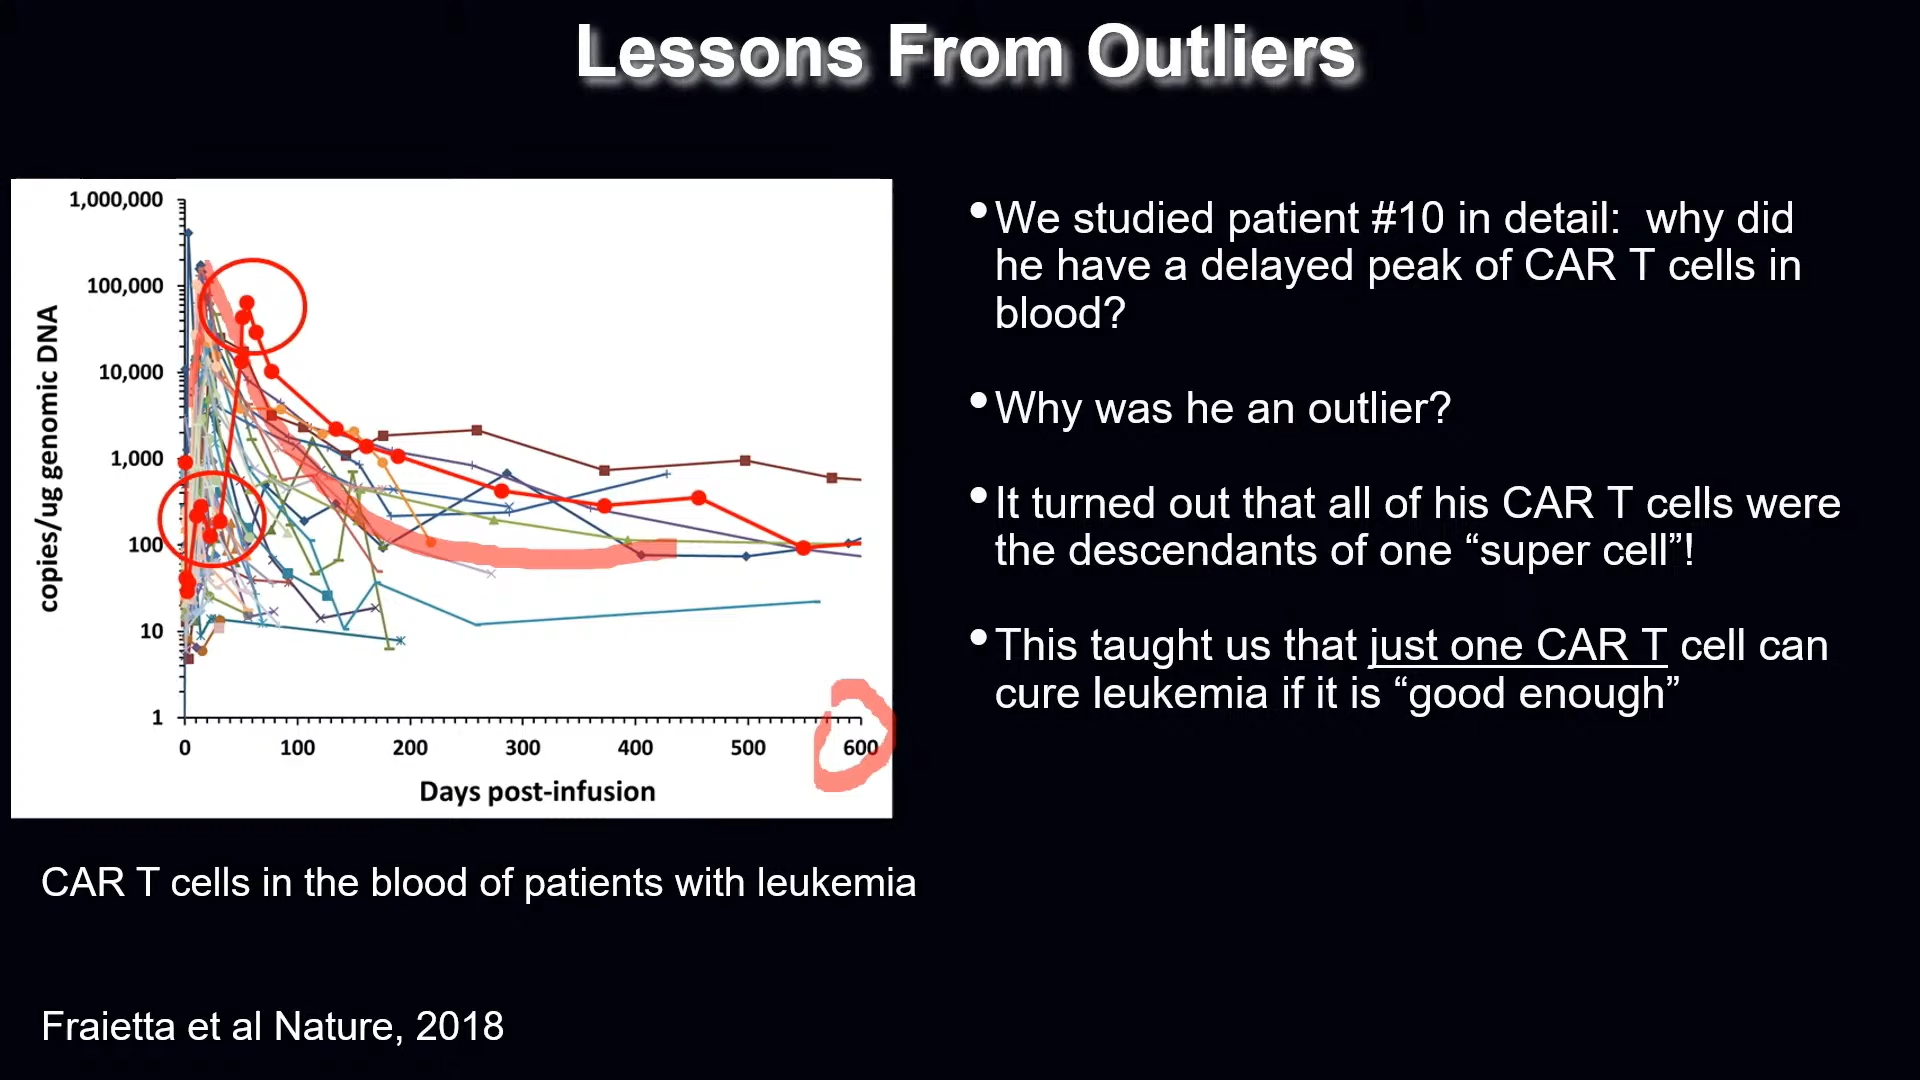 Lessons From Outliers
1,000,000
100,000
10,000
1,000
100
10
1
copies/ug genomic DNA
0 100 200 300 400 500 600
Days post-infusion
•We studied patient #10 in detail:  why did
he have a delayed peak of CAR T cells in
blood?
•Why was he an outlier?
•It turned out that all of his CAR T cells were
the descendants of one “super cell”!
•This taught us that just one CAR T cell can
cure leukemia if it is “good enough”
CAR T cells in the blood of patients with leukemia
Fraietta et al Nature, 2018